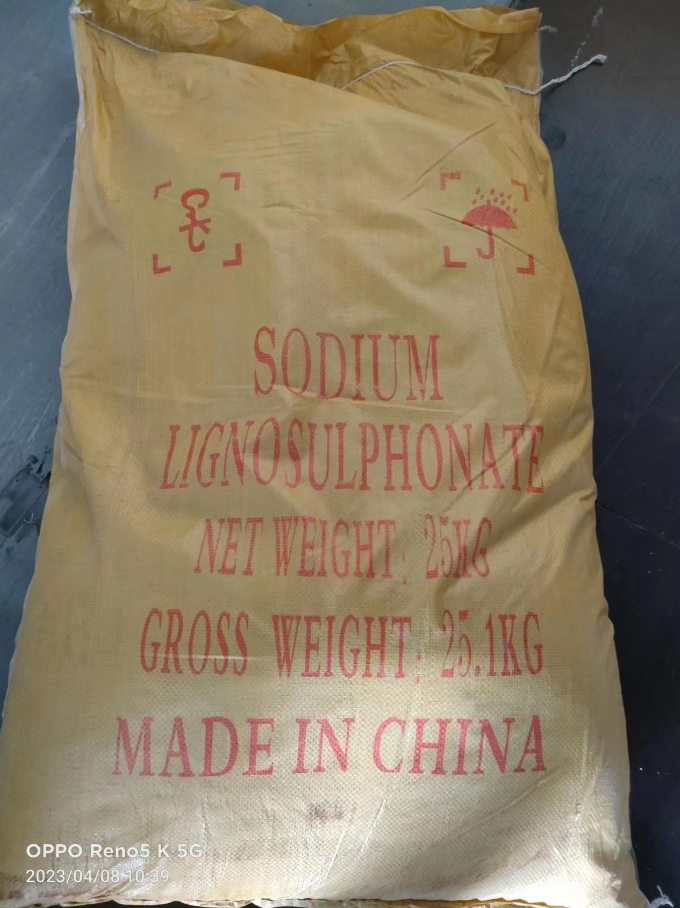 SODIUM
LIGNOSULPHONATE
NET WEIGHT: 25KG
GROSS WEIGHT: 25.1KG
MADE IN CHINA
OPPO Reno5 K 5G
2023/04/08 10:39